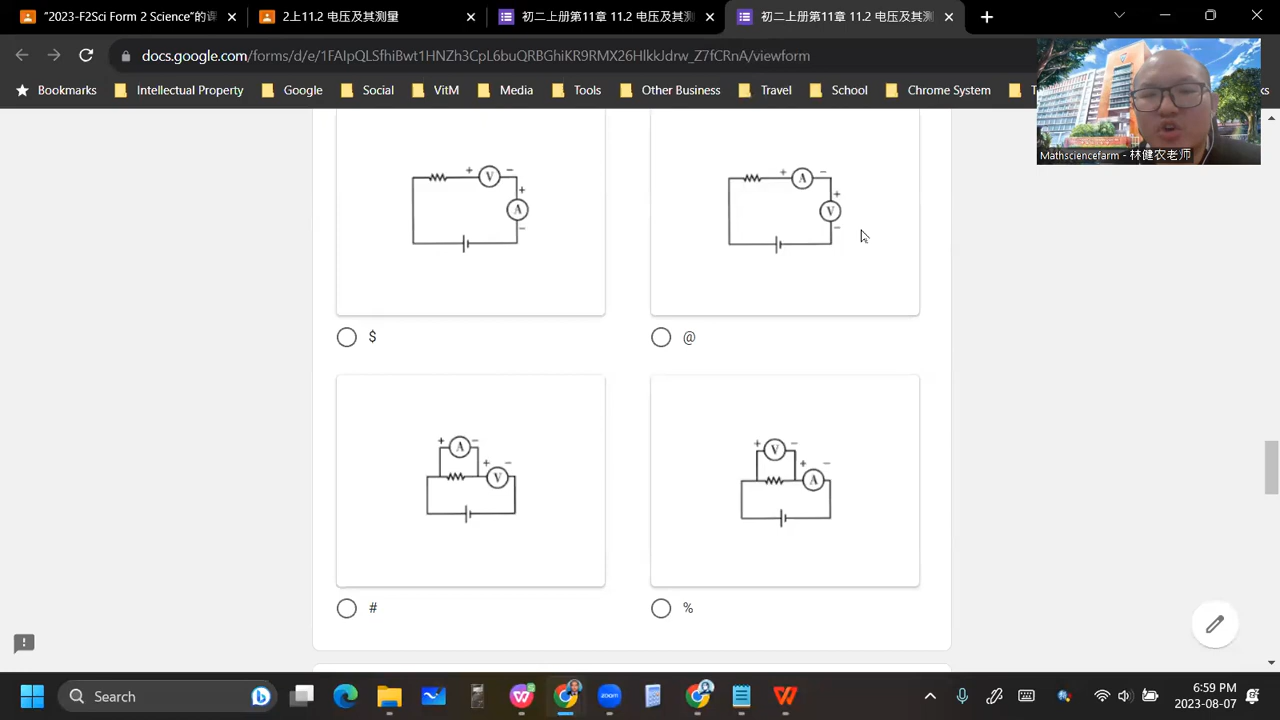 "2023-F2Sci Form 2 Science"的课
2上11.2 电压及其测量
初二上册第11章 11.2 电压及其测
初二上册第11章 11.2 电压及其测
docs.google.com/forms/d/e/
_Z7fCRnA/viewform
Bookmarks
Intellectual Property
Google
VitM
Media
Tools
Other Business
Travel
School
Chrome System
Mathsciencefarm - 林健农老师
+ V −
+
A
−
+ A −
+
V
−
$
@
+ A −
+ −
V
+ V −
+ −
A
#
%
Search
6:59 PM
2023-08-07